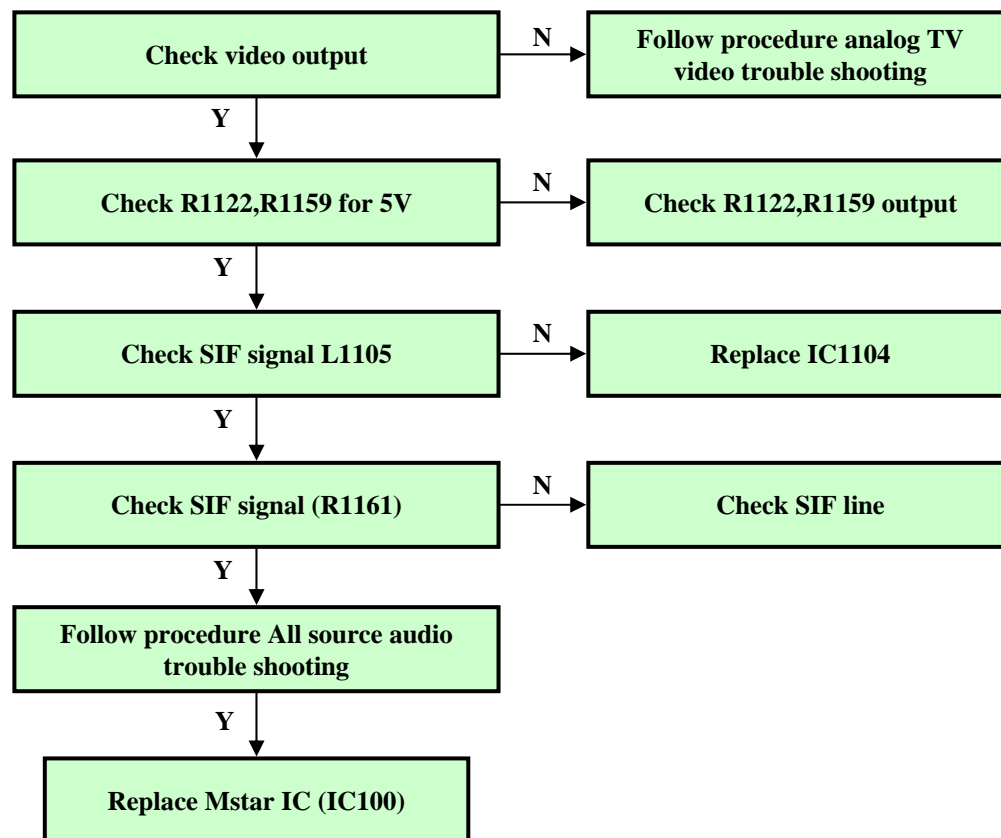 Check video output
N
Follow procedure analog TV
video trouble shooting
Y
Check R1122,R1159 for 5V
N
Check R1122,R1159 output
Y
Check SIF signal L1105
N
Replace IC1104
Y
Check SIF signal (R1161)
N
Check SIF line
Y
Follow procedure All source audio
trouble shooting
Y
Replace Mstar IC (IC100)